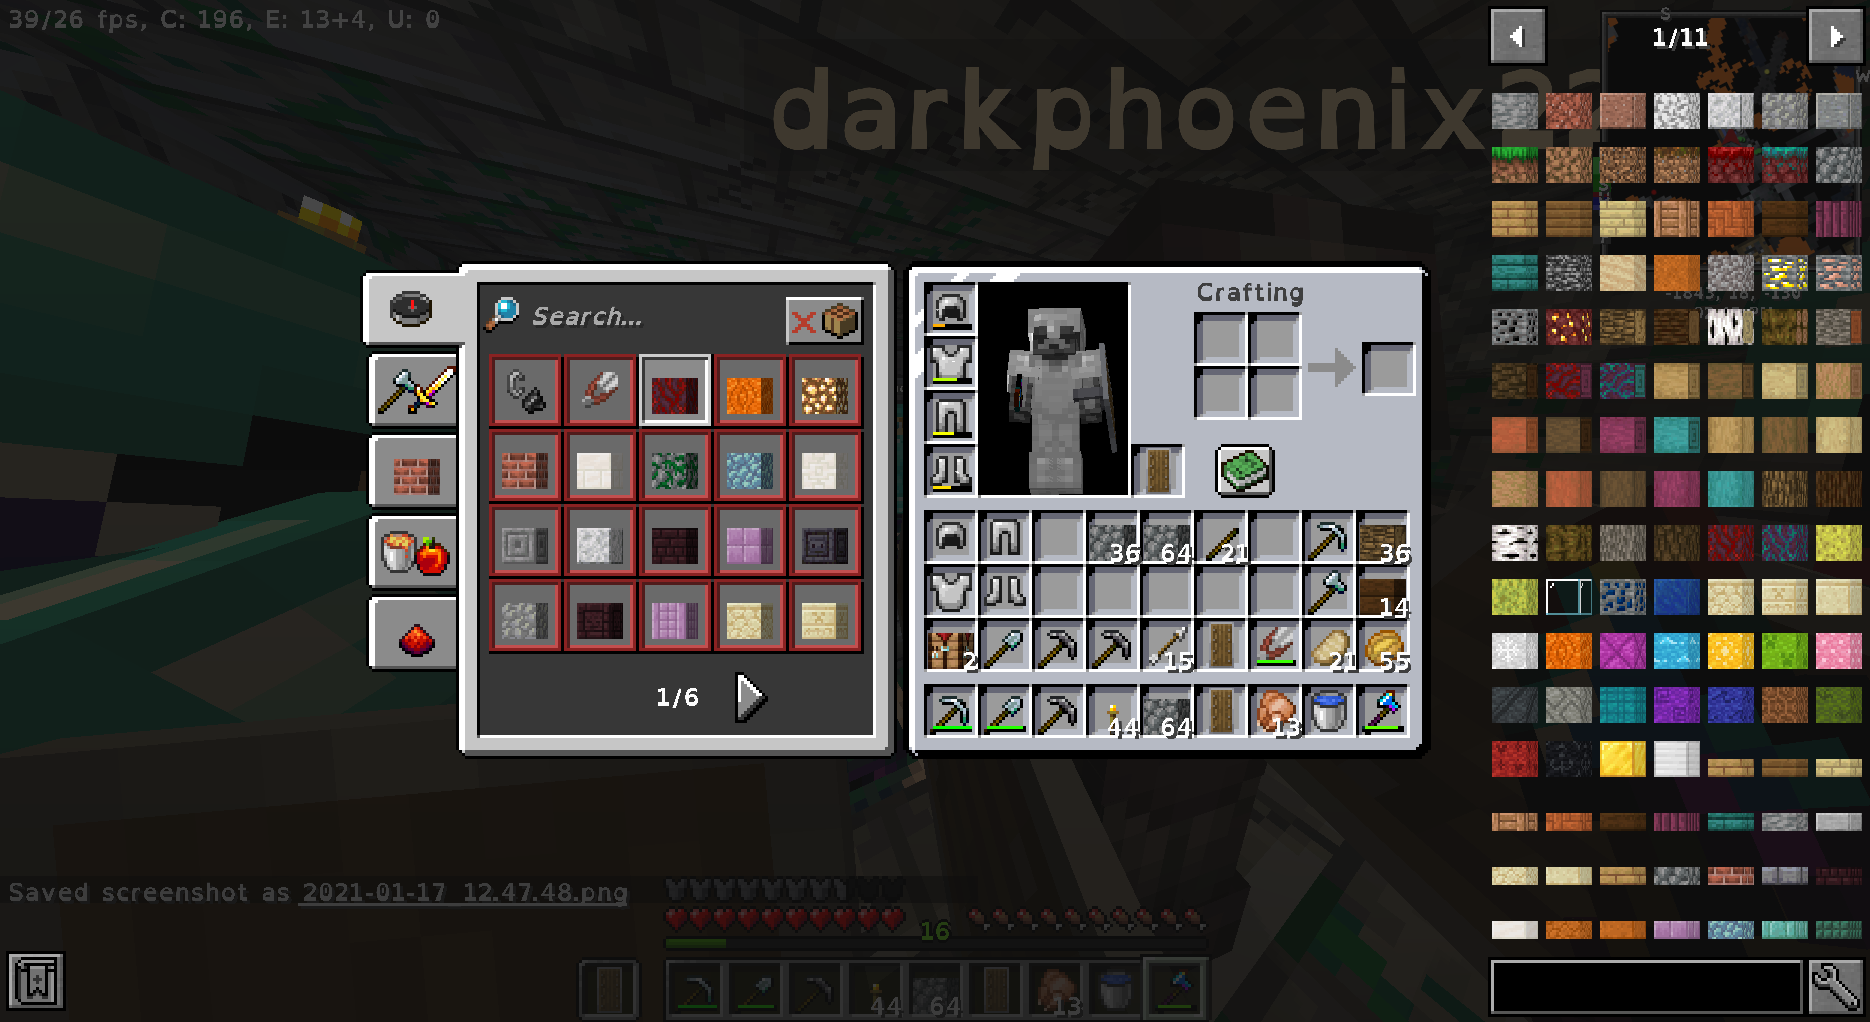 39/26 fps, C: 196, E: 13+4, U: 0
S
1/11
W
darkphoenix22
S
Crafting
Search...
36
64
21
36
14
2
15
21
55
1/6
44
64
13
Saved screenshot as 2021-01-17_12.47.48.png
16
44
64
13